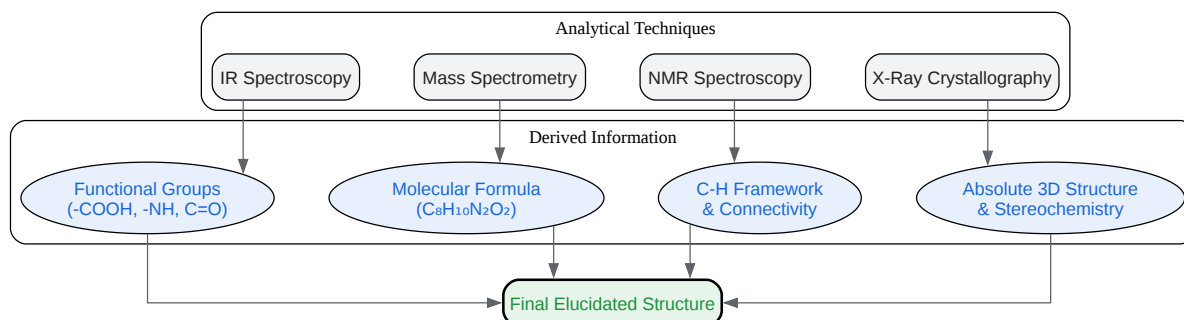 Analytical Techniques
IR Spectroscopy
Mass Spectrometry
NMR Spectroscopy
X-Ray Crystallography
Derived Information
Functional Groups
(-COOH, -NH, C=O)
Molecular Formula
(C₈H₁₀N₂O₂)
C-H Framework
& Connectivity
Absolute 3D Structure
& Stereochemistry
Final Elucidated Structure